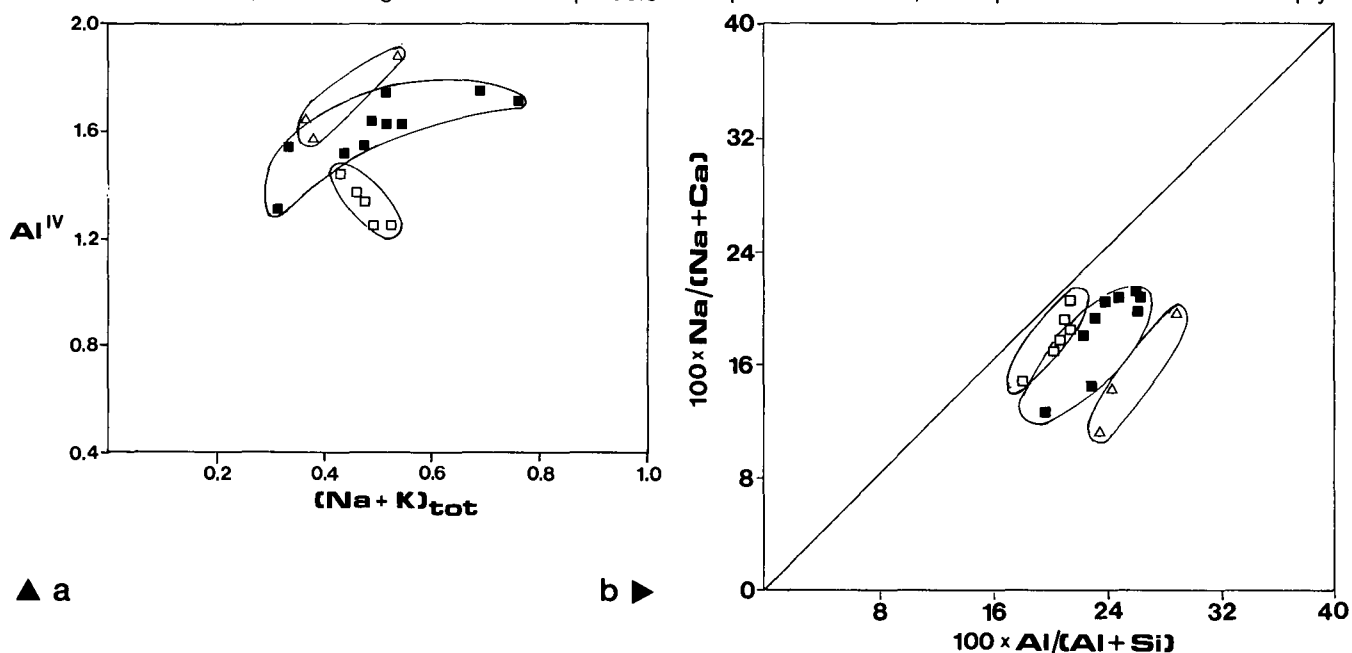 2.0
1.6
1.2
0.8
0.4
Al IV
0.2 0.4 0.6 0.8 1.0
(Na + K)tot
▲ a
b ►
40
32
24
16
8
0
100 x Na/(Na+Ca)
8 16 24 32 40
100 x Al/(Al + Si)